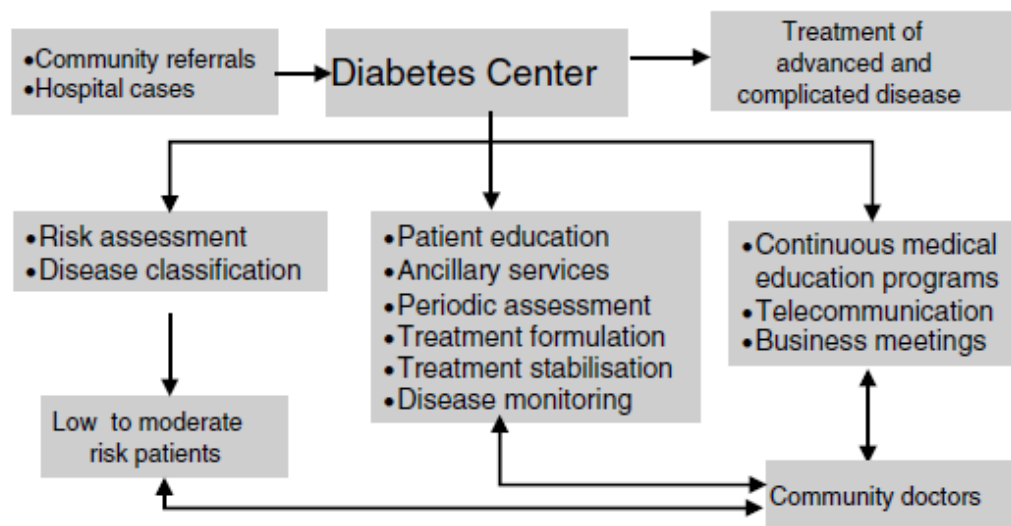 •Community referrals
•Hospital cases
Diabetes Center
Treatment of
advanced and
complicated disease
•Risk assessment
•Disease classification
•Patient education
•Ancillary services
•Periodic assessment
•Treatment formulation
•Treatment stabilisation
•Disease monitoring
•Continuous medical
education programs
•Telecommunication
•Business meetings
Low to moderate
risk patients
Community doctors